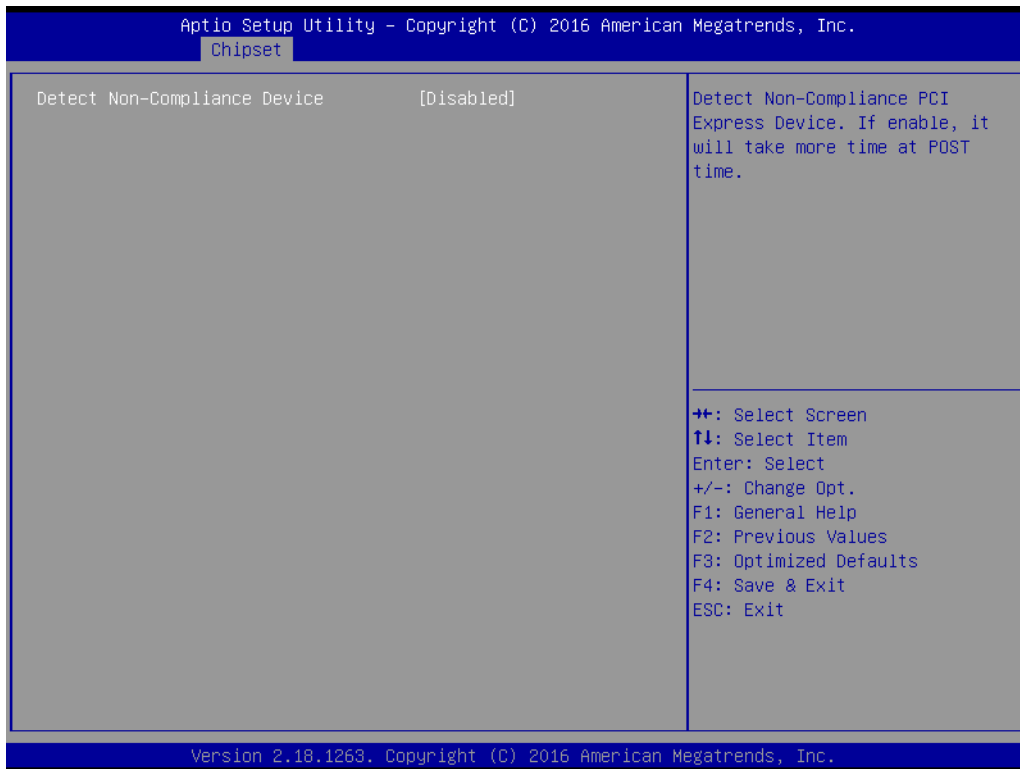 Aptio Setup Utility – Copyright (C) 2016 American Megatrends, Inc.
Chipset
Detect Non-Compliance Device [Disabled]
Detect Non-Compliance PCI
Express Device. If enable, it
will take more time at POST
time.
→←: Select Screen
↑↓: Select Item
Enter: Select
+/-: Change Opt.
F1: General Help
F2: Previous Values
F3: Optimized Defaults
F4: Save & Exit
ESC: Exit
Version 2.18.1263. Copyright (C) 2016 American Megatrends, Inc.